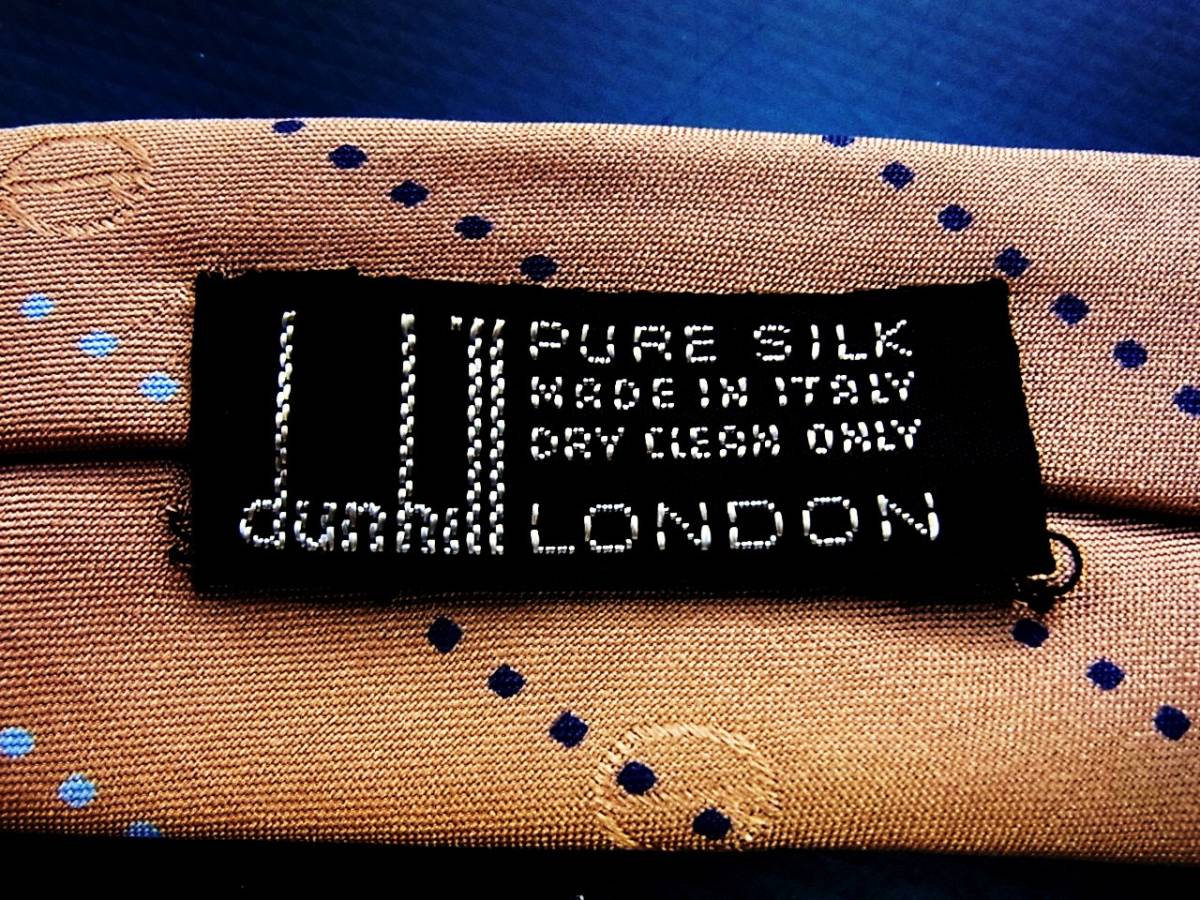 dunhill
PURE SILK
MADE IN ITALY
DRY CLEAN ONLY
LONDON